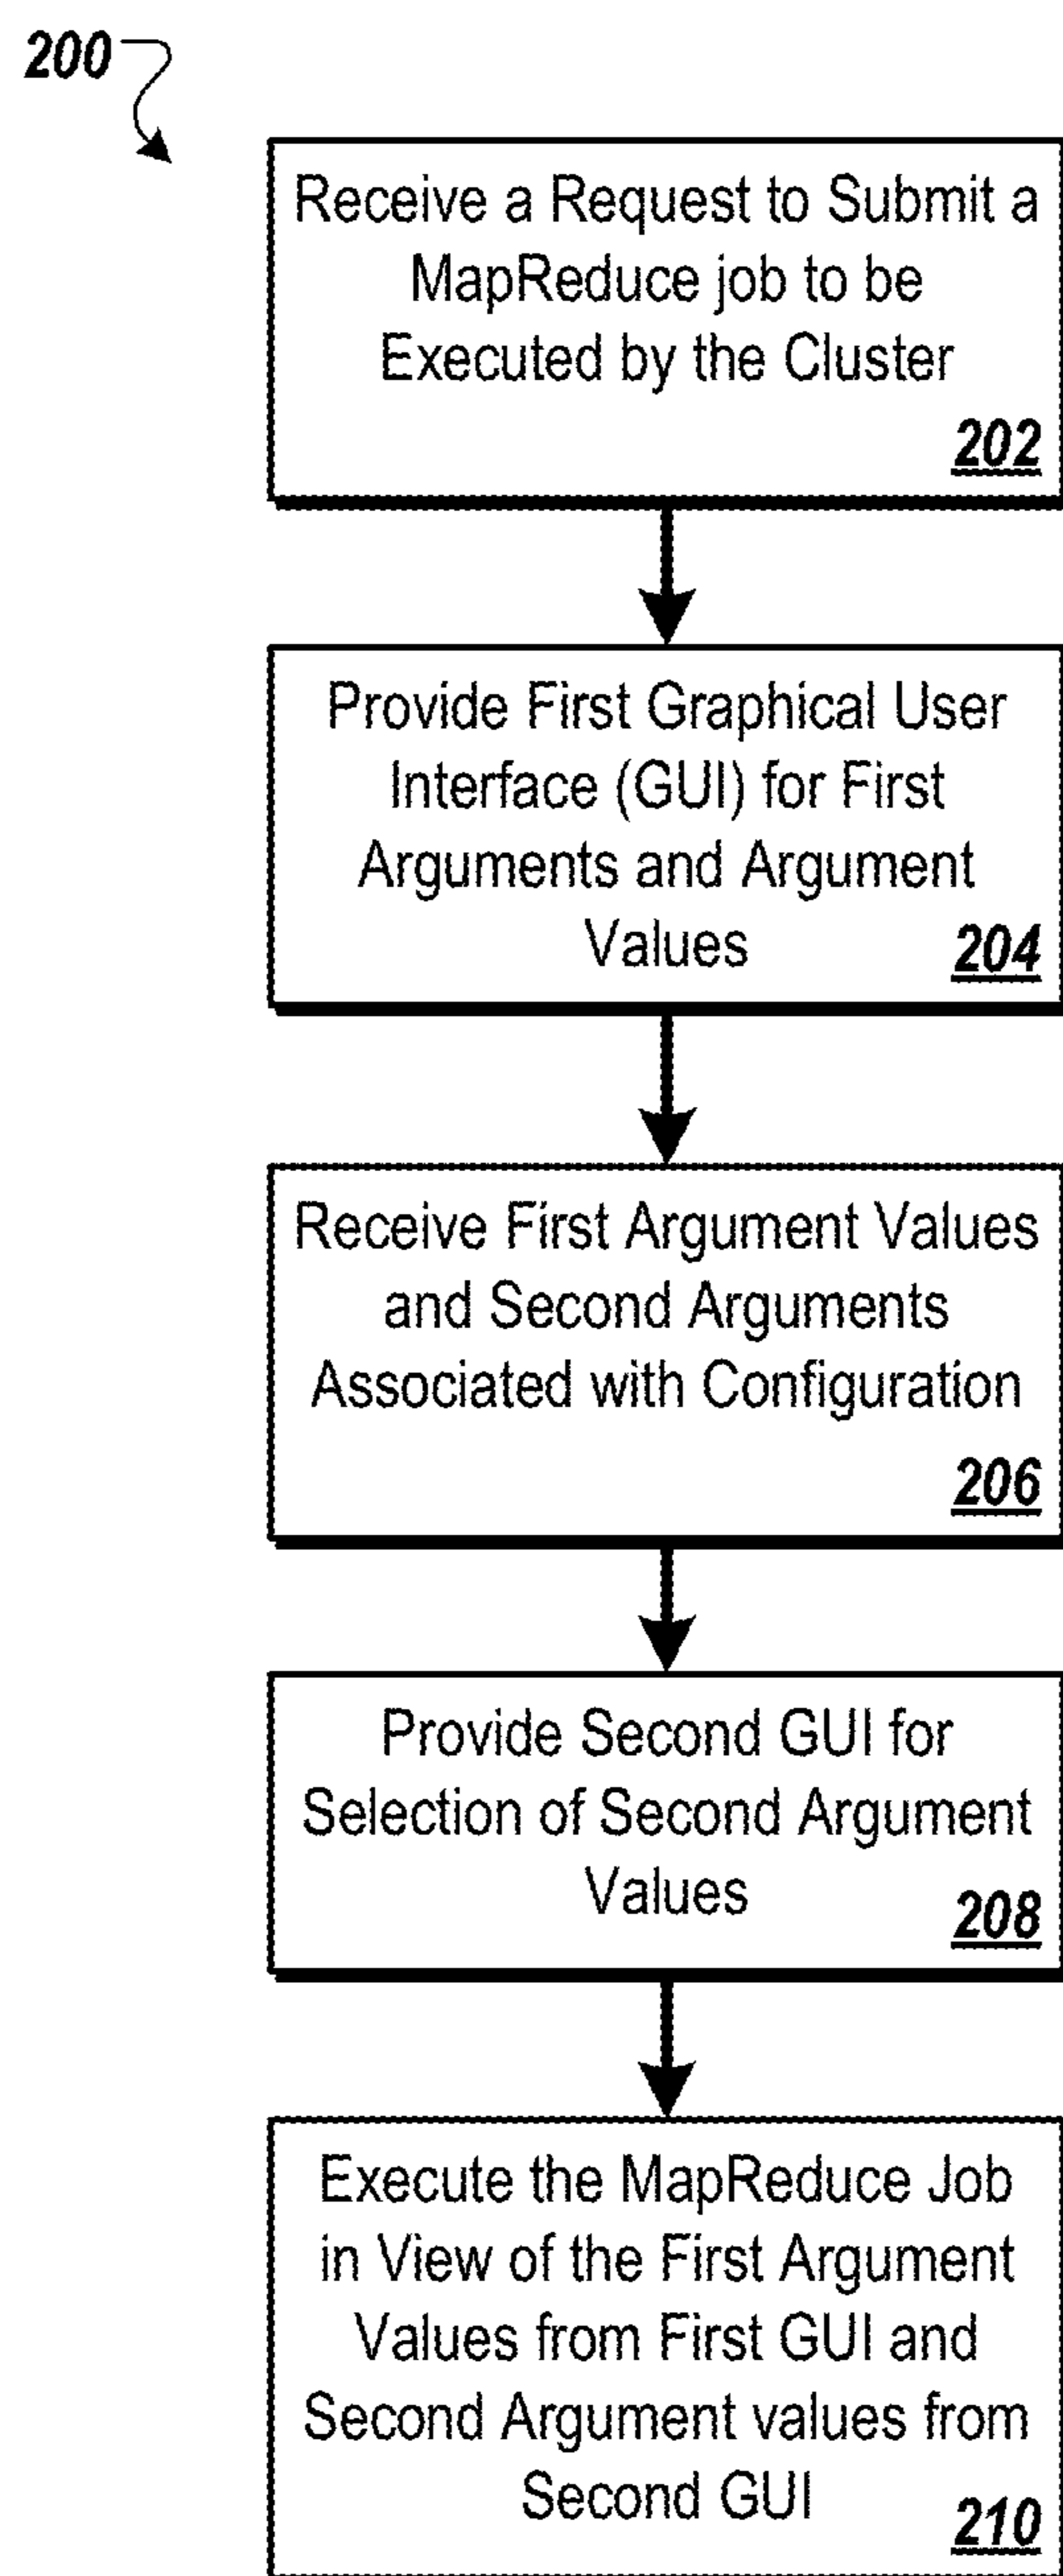 200
Receive a Request to Submit a
MapReduce job to be
Executed by the Cluster
202
Provide First Graphical User
Interface (GUI) for First
Arguments and Argument
Values
204
Receive First Argument Values
and Second Arguments
Associated with Configuration
206
Provide Second GUI for
Selection of Second Argument
Values
208
Execute the MapReduce Job
in View of the First Argument
Values from First GUI and
Second Argument values from
Second GUI
210